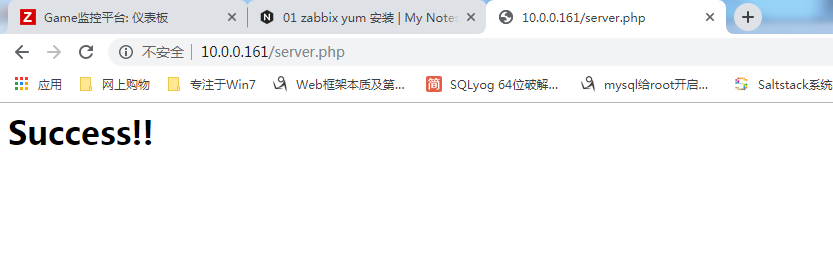 Game监控平台: 仪表板
01 zabbix yum 安装 | My Notes
10.0.0.161/server.php
不安全 10.0.0.161/server.php
应用 网上购物 专注于Win7 Web框架本质及第... 简 SQLyog 64位破解... mysql给root开启... Saltstack系统
Success!!